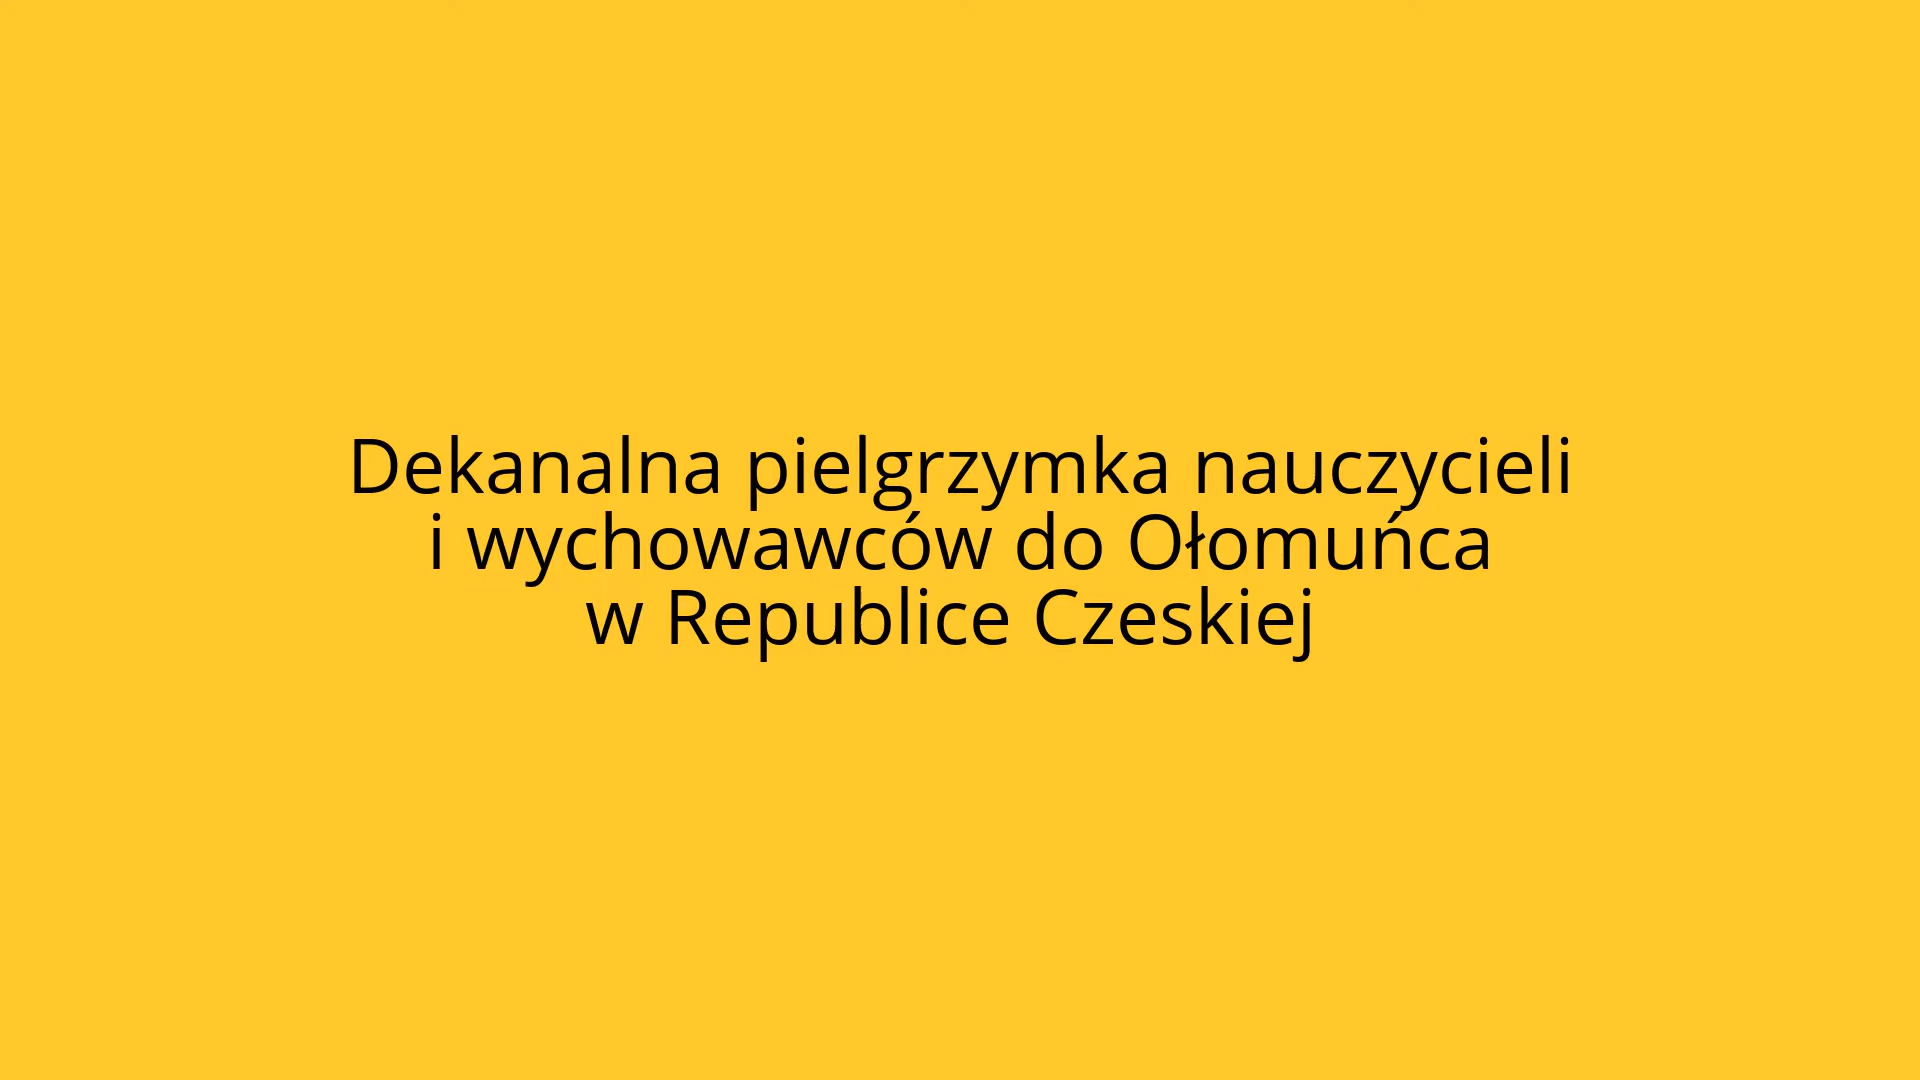 Dekanalna pielgrzymka nauczycieli
i wychowawców do Ołomuńca
w Republice Czeskiej